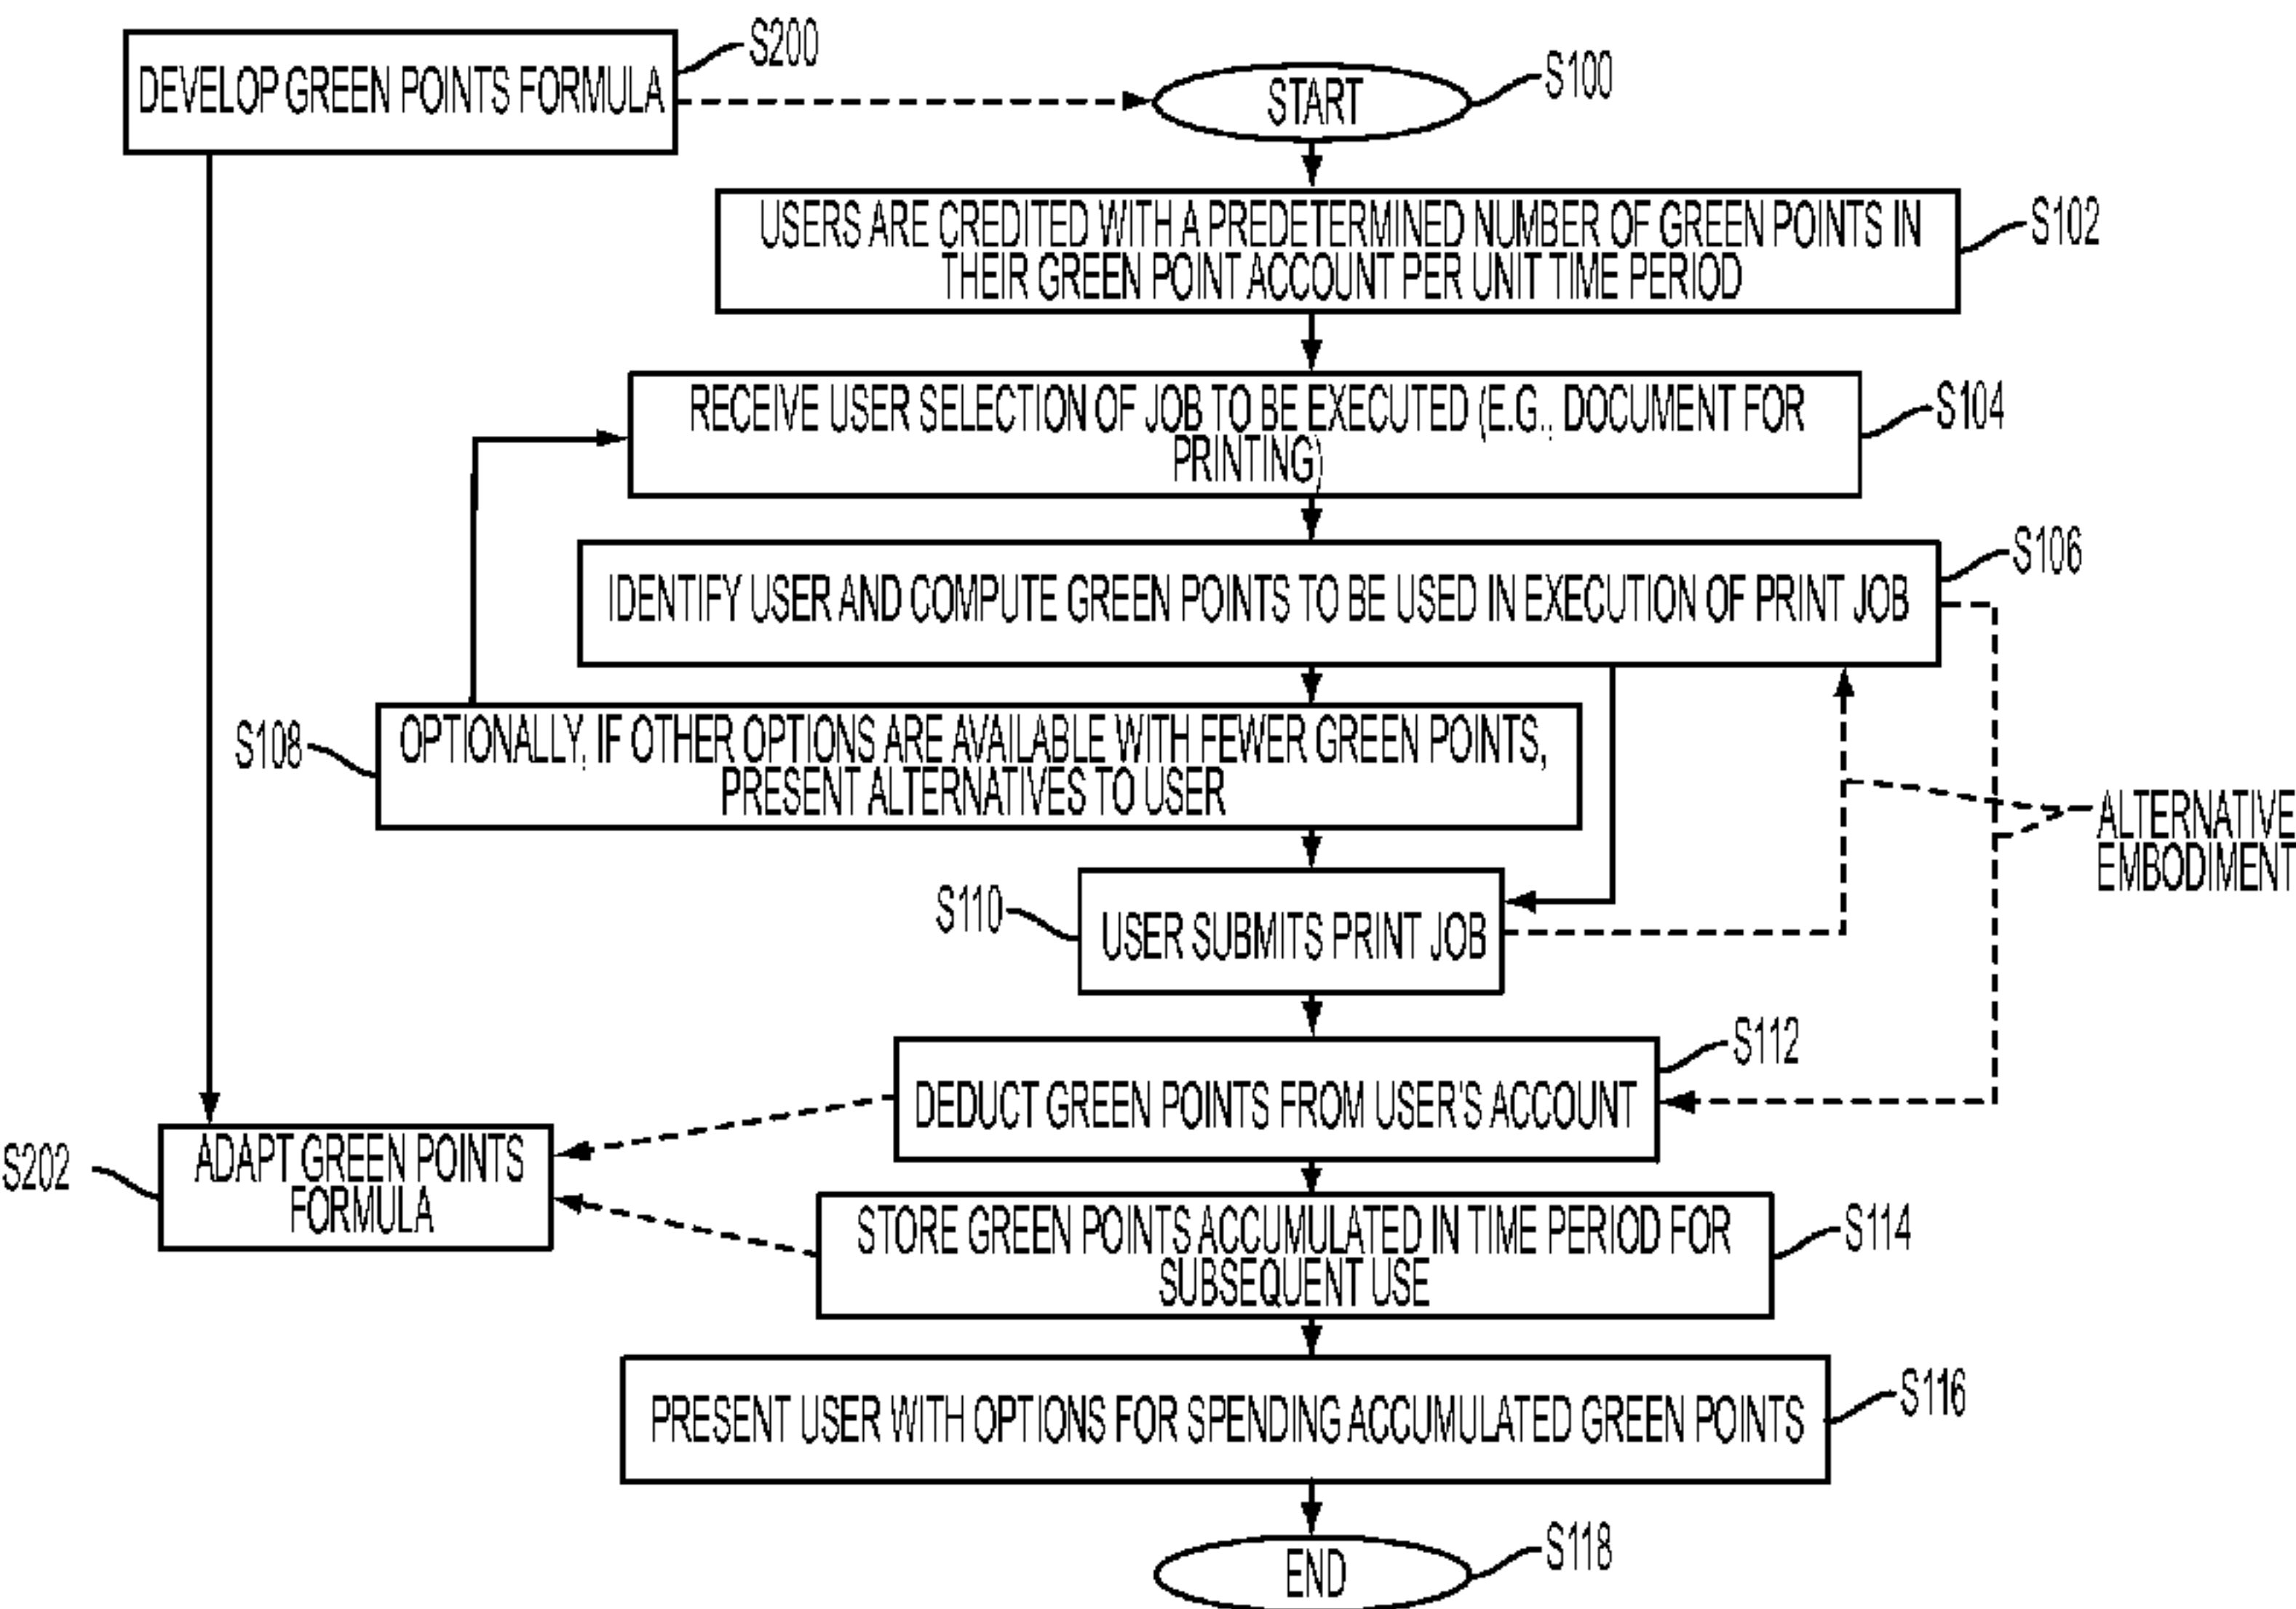 DEVELOP GREEN POINTS FORMULA
S200
START
S100
USERS ARE CREDITED WITH A PREDETERMINED NUMBER OF GREEN POINTS IN
THEIR GREEN POINT ACCOUNT PER UNIT TIME PERIOD
S102
RECEIVE USER SELECTION OF JOB TO BE EXECUTED (E.G., DOCUMENT FOR
PRINTING)
S104
IDENTIFY USER AND COMPUTE GREEN POINTS TO BE USED IN EXECUTION OF PRINT JOB
S106
S108
OPTIONALLY, IF OTHER OPTIONS ARE AVAILABLE WITH FEWER GREEN POINTS,
PRESENT ALTERNATIVES TO USER
ALTERNATIVE
EMBODIMENT
S110
USER SUBMITS PRINT JOB
S112
DEDUCT GREEN POINTS FROM USER'S ACCOUNT
S202
ADAPT GREEN POINTS
FORMULA
STORE GREEN POINTS ACCUMULATED IN TIME PERIOD FOR
SUBSEQUENT USE
S114
PRESENT USER WITH OPTIONS FOR SPENDING ACCUMULATED GREEN POINTS
S116
END
S118